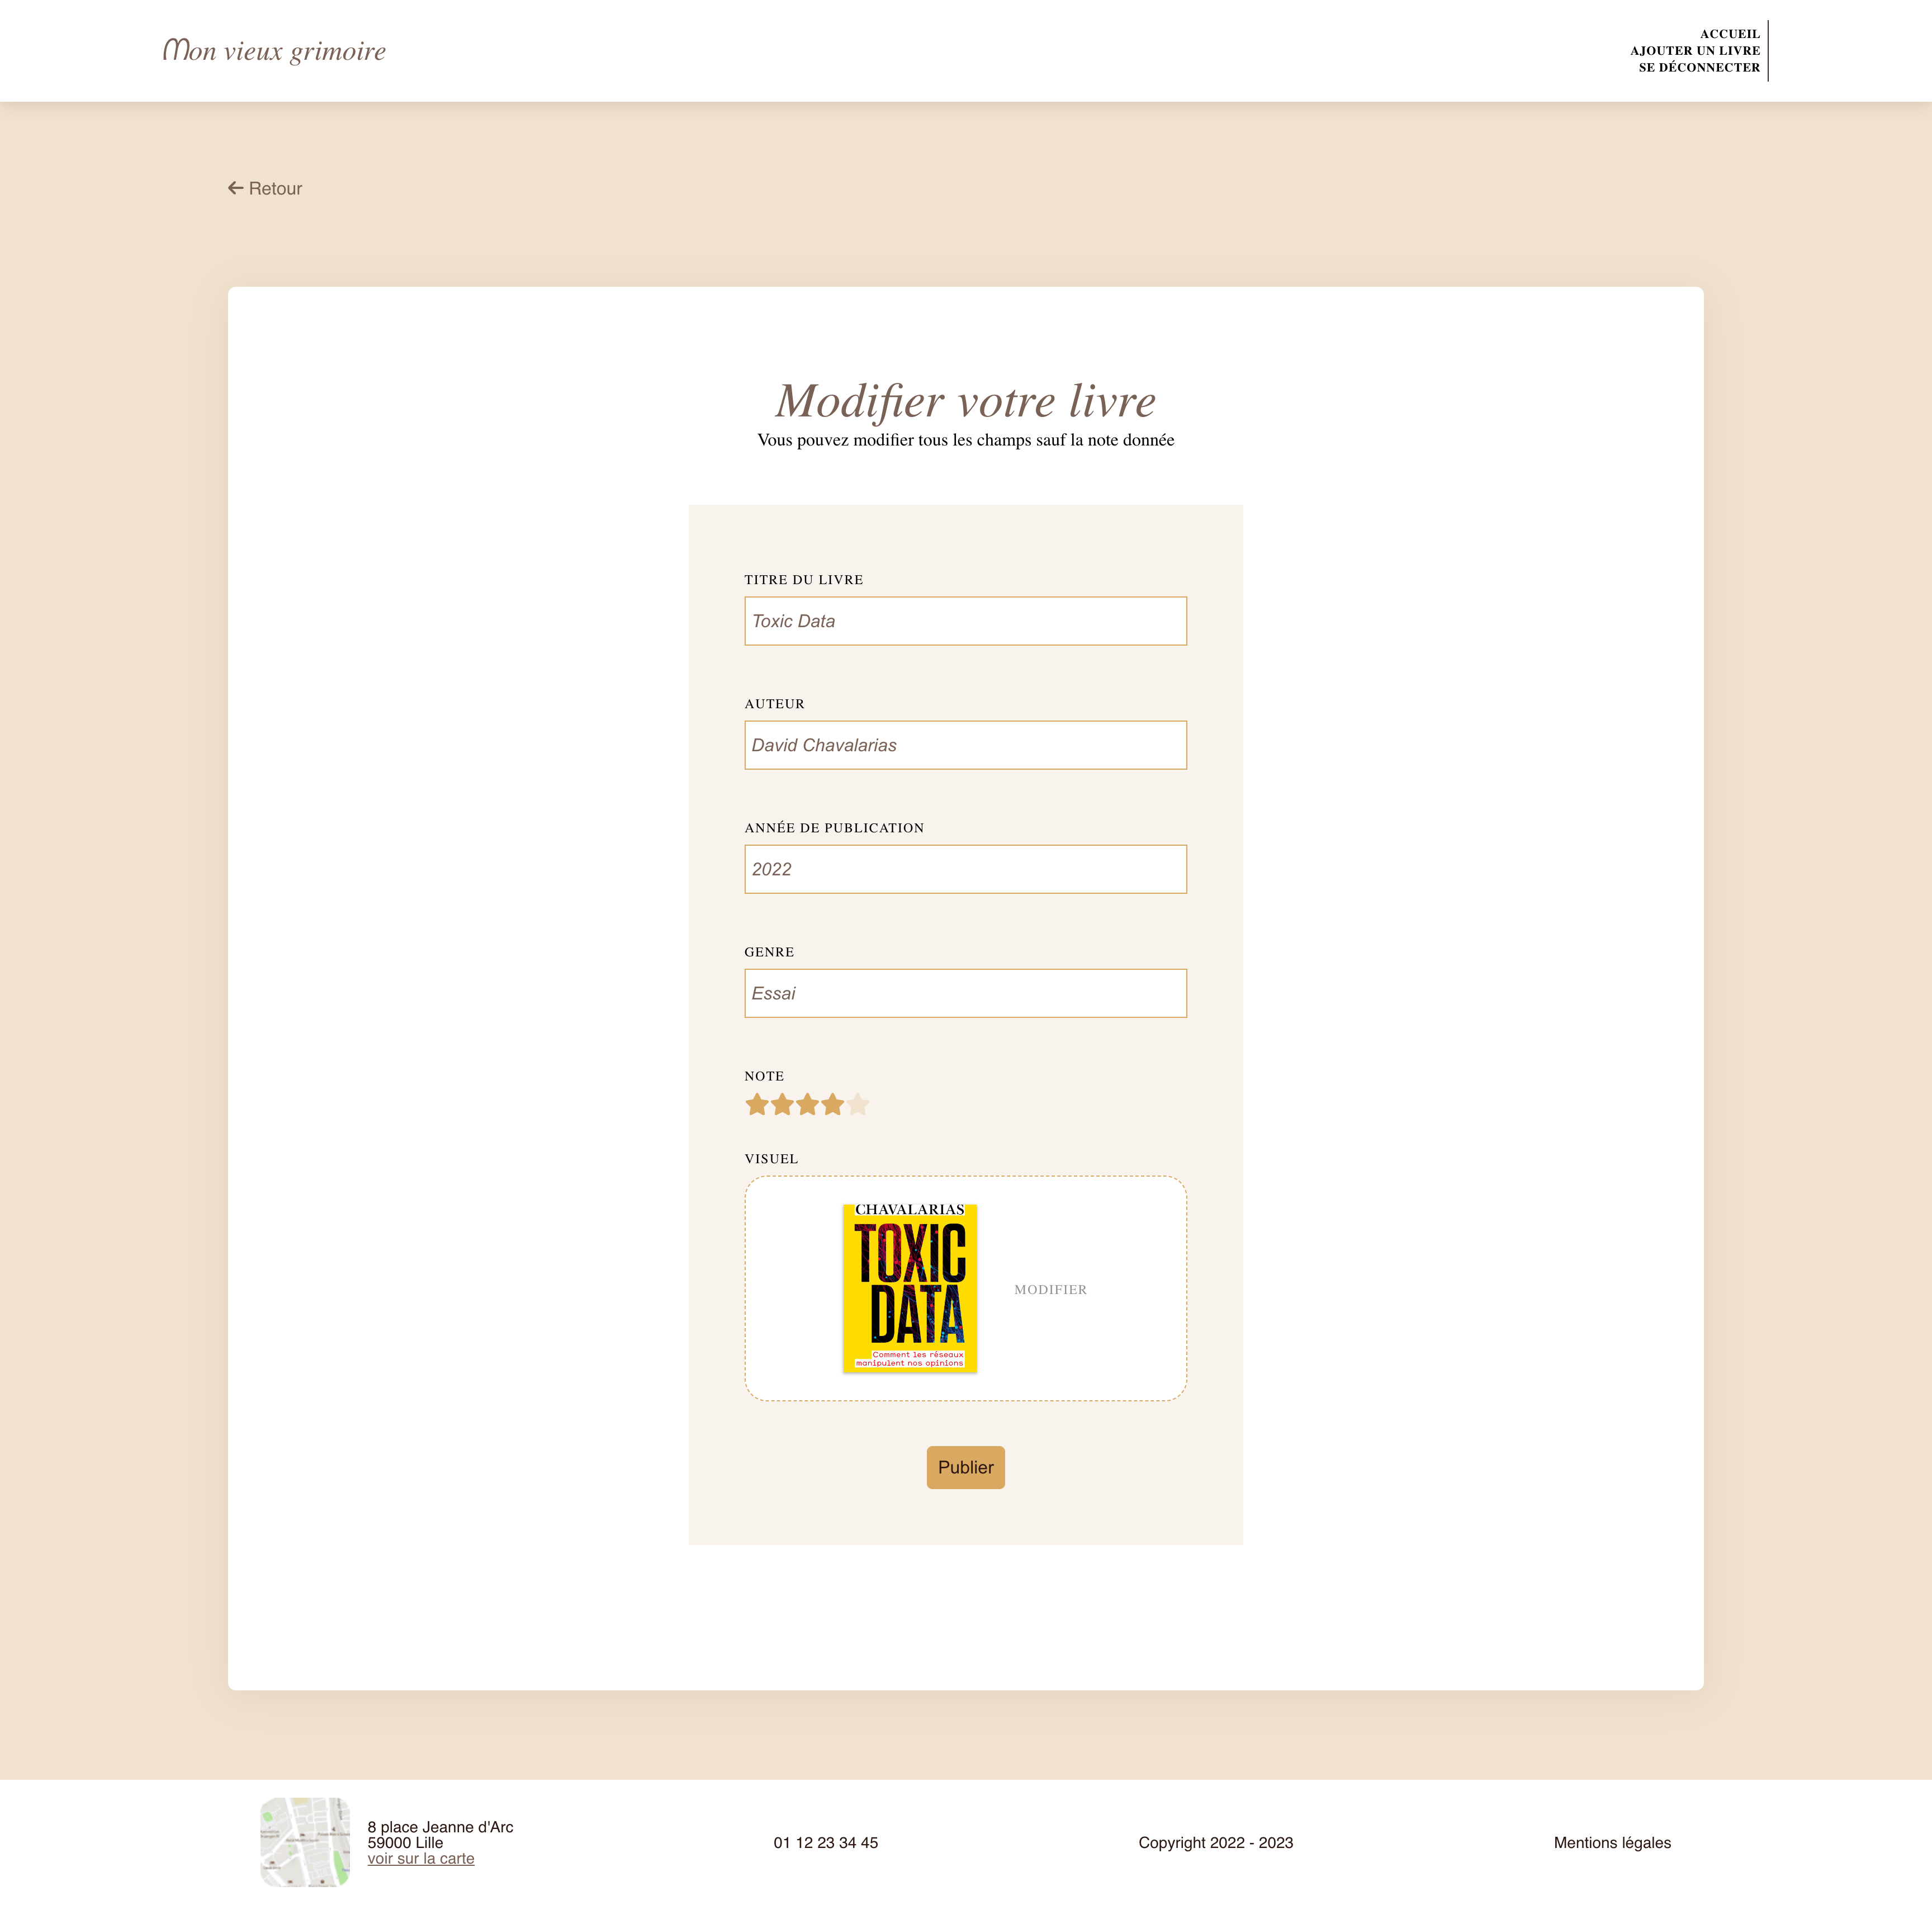 Mon vieux grimoire
ACCUEIL
AJOUTER UN LIVRE
SE DÉCONNECTER
Retour
Modifier votre livre
Vous pouvez modifier tous les champs sauf la note donnée
TITRE DU LIVRE
Toxic Data
AUTEUR
David Chavalarias
ANNÉE DE PUBLICATION
2022
GENRE
Essai
NOTE
VISUEL
CHAVALARIAS
TOXIC
DATA
Comment les réseaux
manipulent nos opinions
MODIFIER
Publier
8 place Jeanne d'Arc
59000 Lille
voir sur la carte
01 12 23 34 45
Copyright 2022 - 2023
Mentions légales